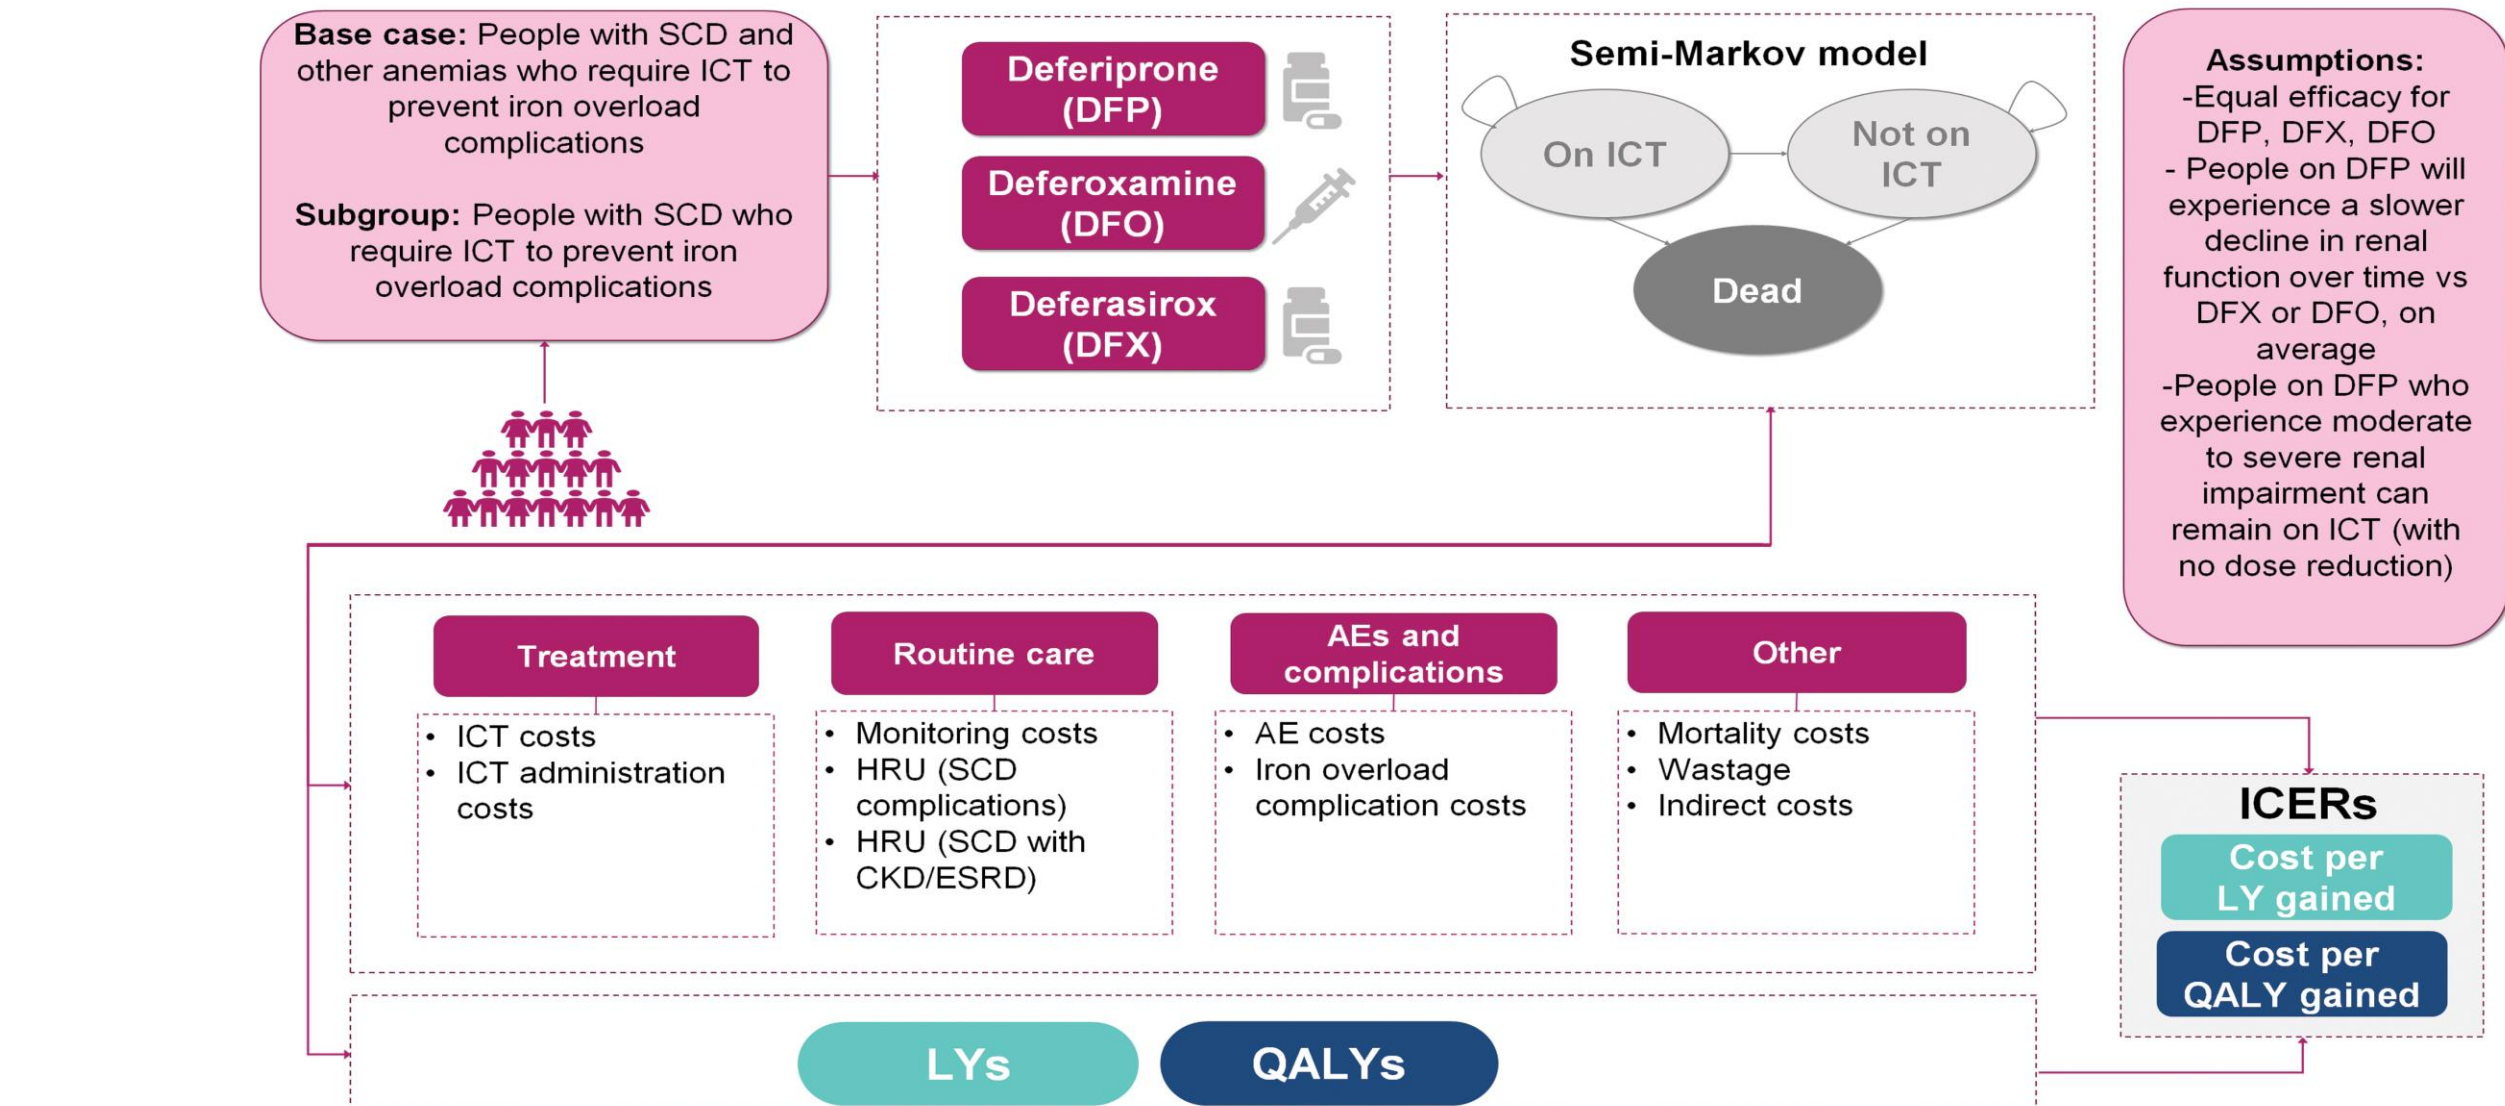 Base case: People with SCD and
other anemias who require ICT to
prevent iron overload
complications
Subgroup: People with SCD who
require ICT to prevent iron
overload complications
Deferiprone
(DFP)
Deferoxamine
(DFO)
Deferasirox
(DFX)
Semi-Markov model
On ICT
Not on
ICT
Dead
Assumptions:
-Equal efficacy for
DFP, DFX, DFO
- People on DFP will
experience a slower
decline in renal
function over time vs
DFX or DFO, on
average
-People on DFP who
experience moderate
to severe renal
impairment can
remain on ICT (with
no dose reduction)
Treatment
• ICT costs
• ICT administration
costs
Routine care
• Monitoring costs
• HRU (SCD
complications)
• HRU (SCD with
CKD/ESRD)
AEs and
complications
• AE costs
• Iron overload
complication costs
Other
• Mortality costs
• Wastage
• Indirect costs
ICERs
Cost per
LY gained
Cost per
QALY gained
LYs
QALYs